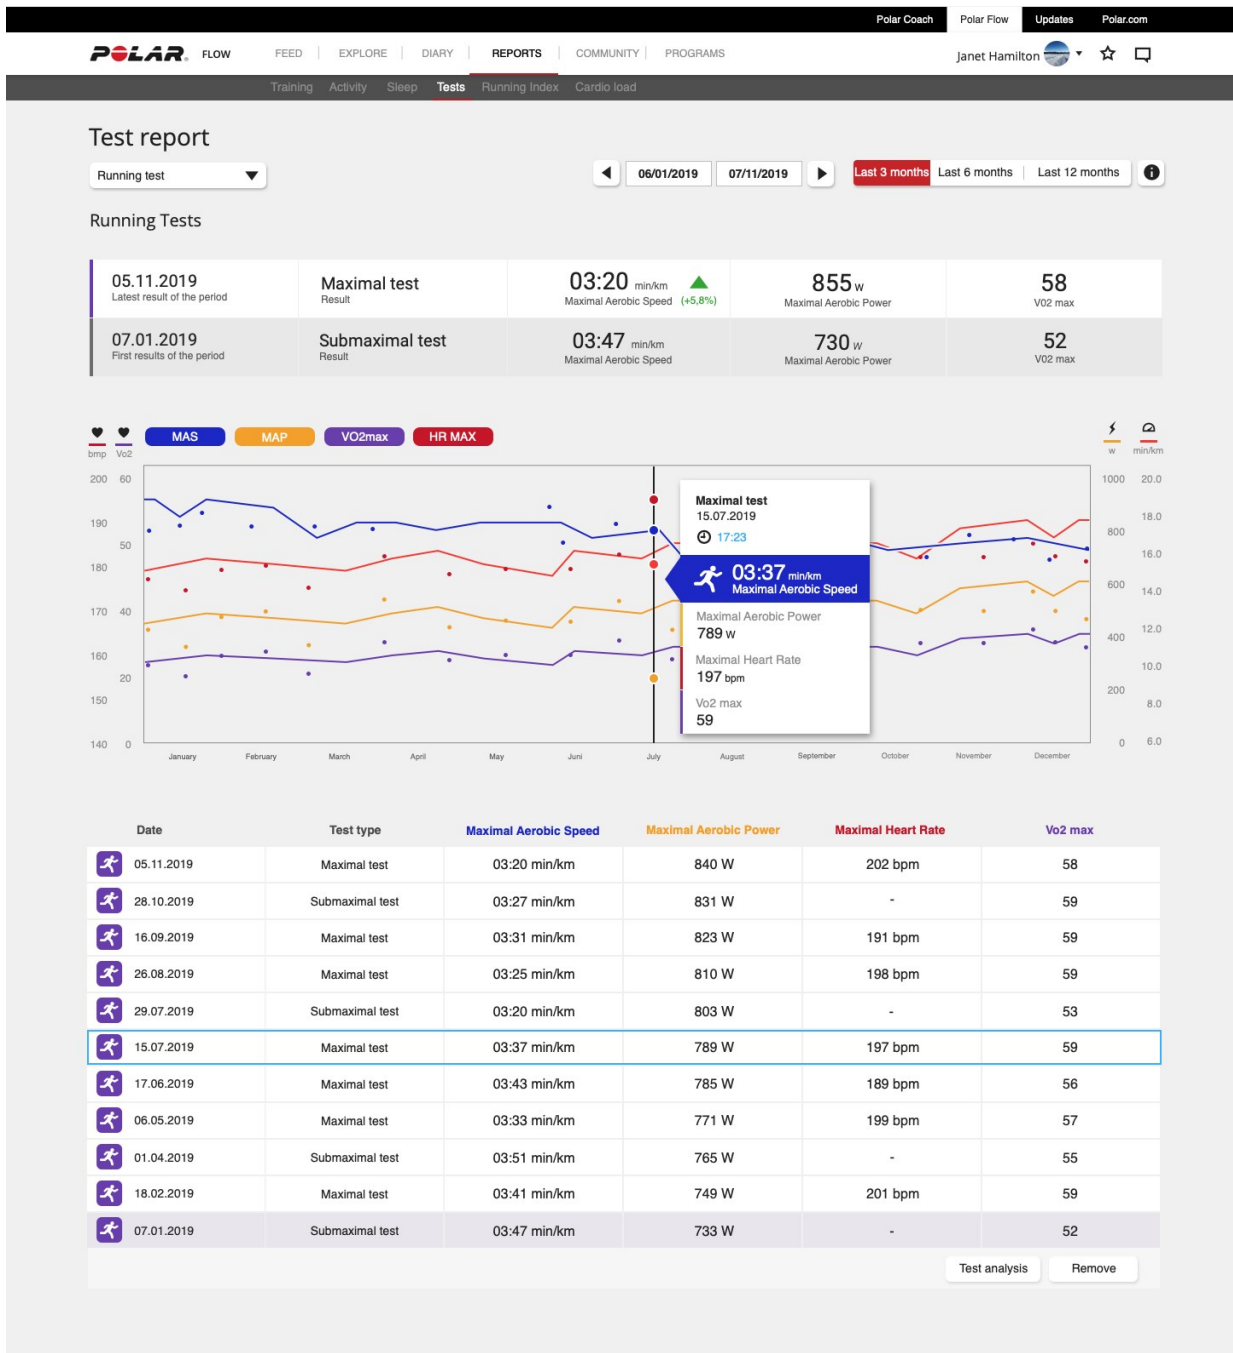 Polar Coach Polar Flow Updates Polar.com
POLAR. FLOW FEED EXPLORE DIARY REPORTS COMMUNITY PROGRAMS Janet Hamilton
Training Activity Sleep Tests Running Index Cardio load
Test report
Running test 06/01/2019 07/11/2019 Last 3 months Last 6 months Last 12 months
Running Tests
05.11.2019 Maximal test 03:20 min/km 855 w 58
Latest result of the period Result Maximal Aerobic Speed (+5,8%) Maximal Aerobic Power V02 max
07.01.2019 Submaximal test 03:47 min/km 730 w 52
First results of the period Result Maximal Aerobic Speed Maximal Aerobic Power V02 max
MAS MAP VO2max HR MAX
bmp Vo2 w min/km
200 60 1000 20.0
190 800 18.0
50 16.0
180 600
14.0
170 40
400 12.0
160 10.0
20 200
150 8.0
140 0 0 6.0
Maximal test
15.07.2019
17:23
03:37 min/km
Maximal Aerobic Speed
Maximal Aerobic Power
789 w
Maximal Heart Rate
197 bpm
Vo2 max
59
January February March April May Juni July August September October November December
Date Test type Maximal Aerobic Speed Maximal Aerobic Power Maximal Heart Rate Vo2 max
05.11.2019 Maximal test 03:20 min/km 840 W 202 bpm 58
28.10.2019 Submaximal test 03:27 min/km 831 W - 59
16.09.2019 Maximal test 03:31 min/km 823 W 191 bpm 59
26.08.2019 Maximal test 03:25 min/km 810 W 198 bpm 59
29.07.2019 Submaximal test 03:20 min/km 803 W - 53
15.07.2019 Maximal test 03:37 min/km 789 W 197 bpm 59
17.06.2019 Maximal test 03:43 min/km 785 W 189 bpm 56
06.05.2019 Maximal test 03:33 min/km 771 W 199 bpm 57
01.04.2019 Submaximal test 03:51 min/km 765 W - 55
18.02.2019 Maximal test 03:41 min/km 749 W 201 bpm 59
07.01.2019 Submaximal test 03:47 min/km 733 W - 52
Test analysis Remove